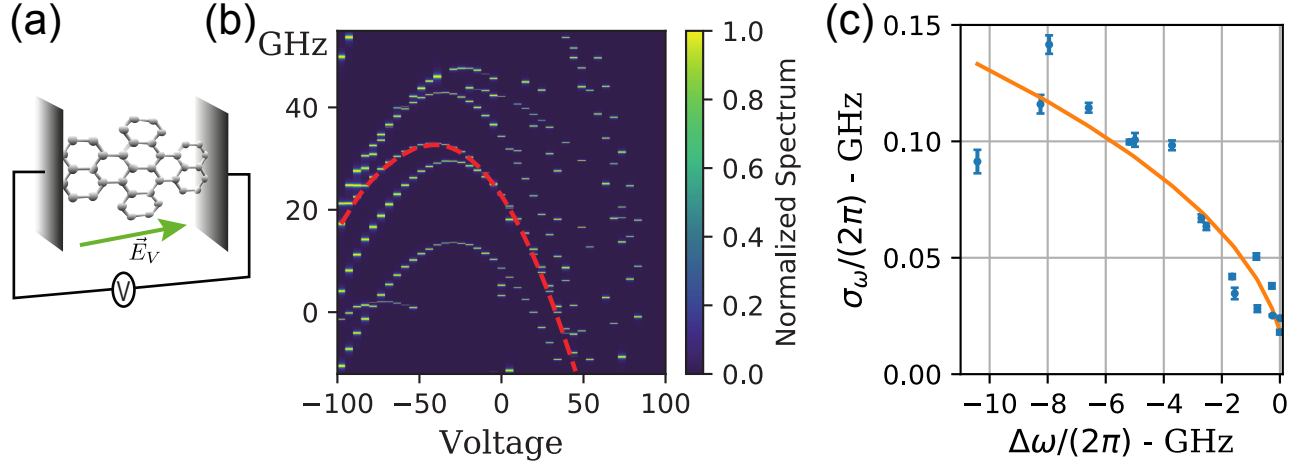 (a)
V
E⃗_V
(b)
GHz
40
20
0
−100
−50
0
50
100
Voltage
1.0
0.8
0.6
0.4
0.2
0.0
Normalized Spectrum
(c)
0.15
0.10
0.05
0.00
σ_ω/(2π) - GHz
−10
−8
−6
−4
−2
0
Δω/(2π) - GHz